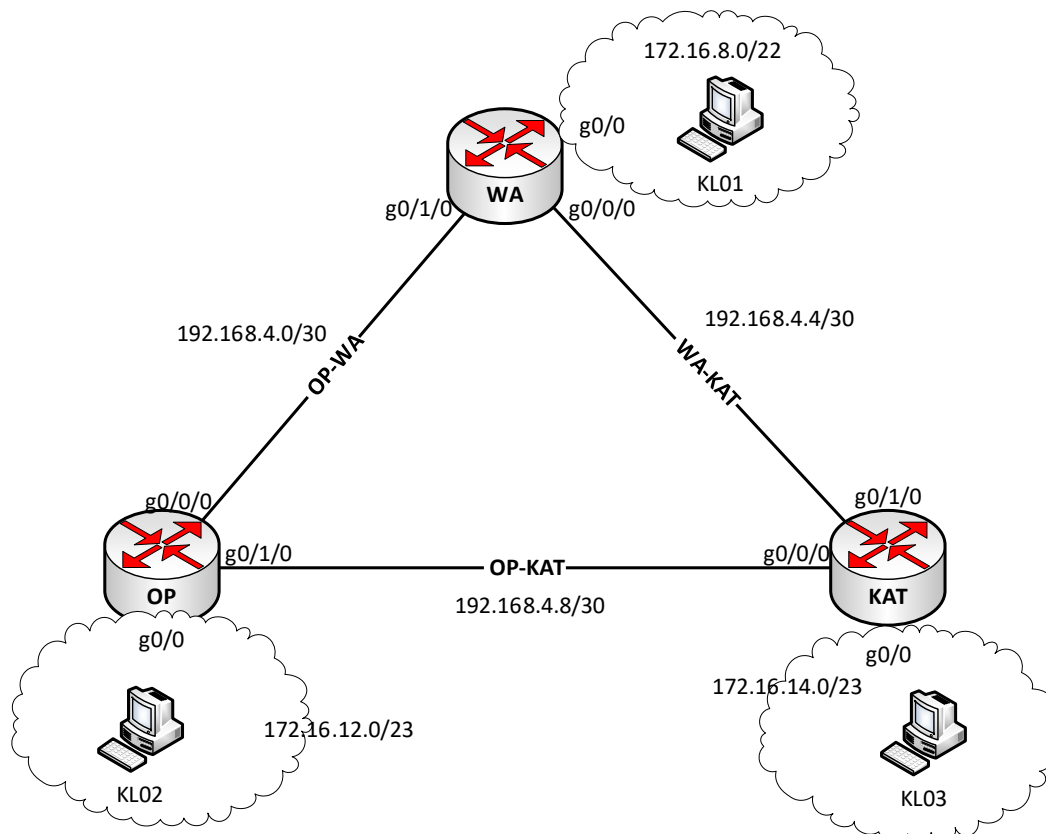 172.16.8.0/22
g0/0
KL01
WA
g0/1/0
g0/0/0
192.168.4.0/30
192.168.4.4/30
OP-WA
WA-KAT
g0/0/0
g0/1/0
g0/1/0
g0/0/0
OP-KAT
OP
KAT
192.168.4.8/30
g0/0
g0/0
172.16.14.0/23
172.16.12.0/23
KL02
KL03